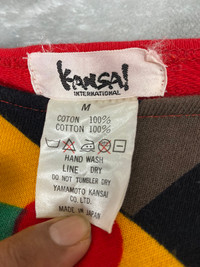 KANSAI
INTERNATIONAL
M
COTON 100%
COTTON 100%
HAND WASH
LINE DRY
DO NOT TUMBLER DRY
YAMAMOTO KANSAI
CO LTD.
MADE IN JAPAN